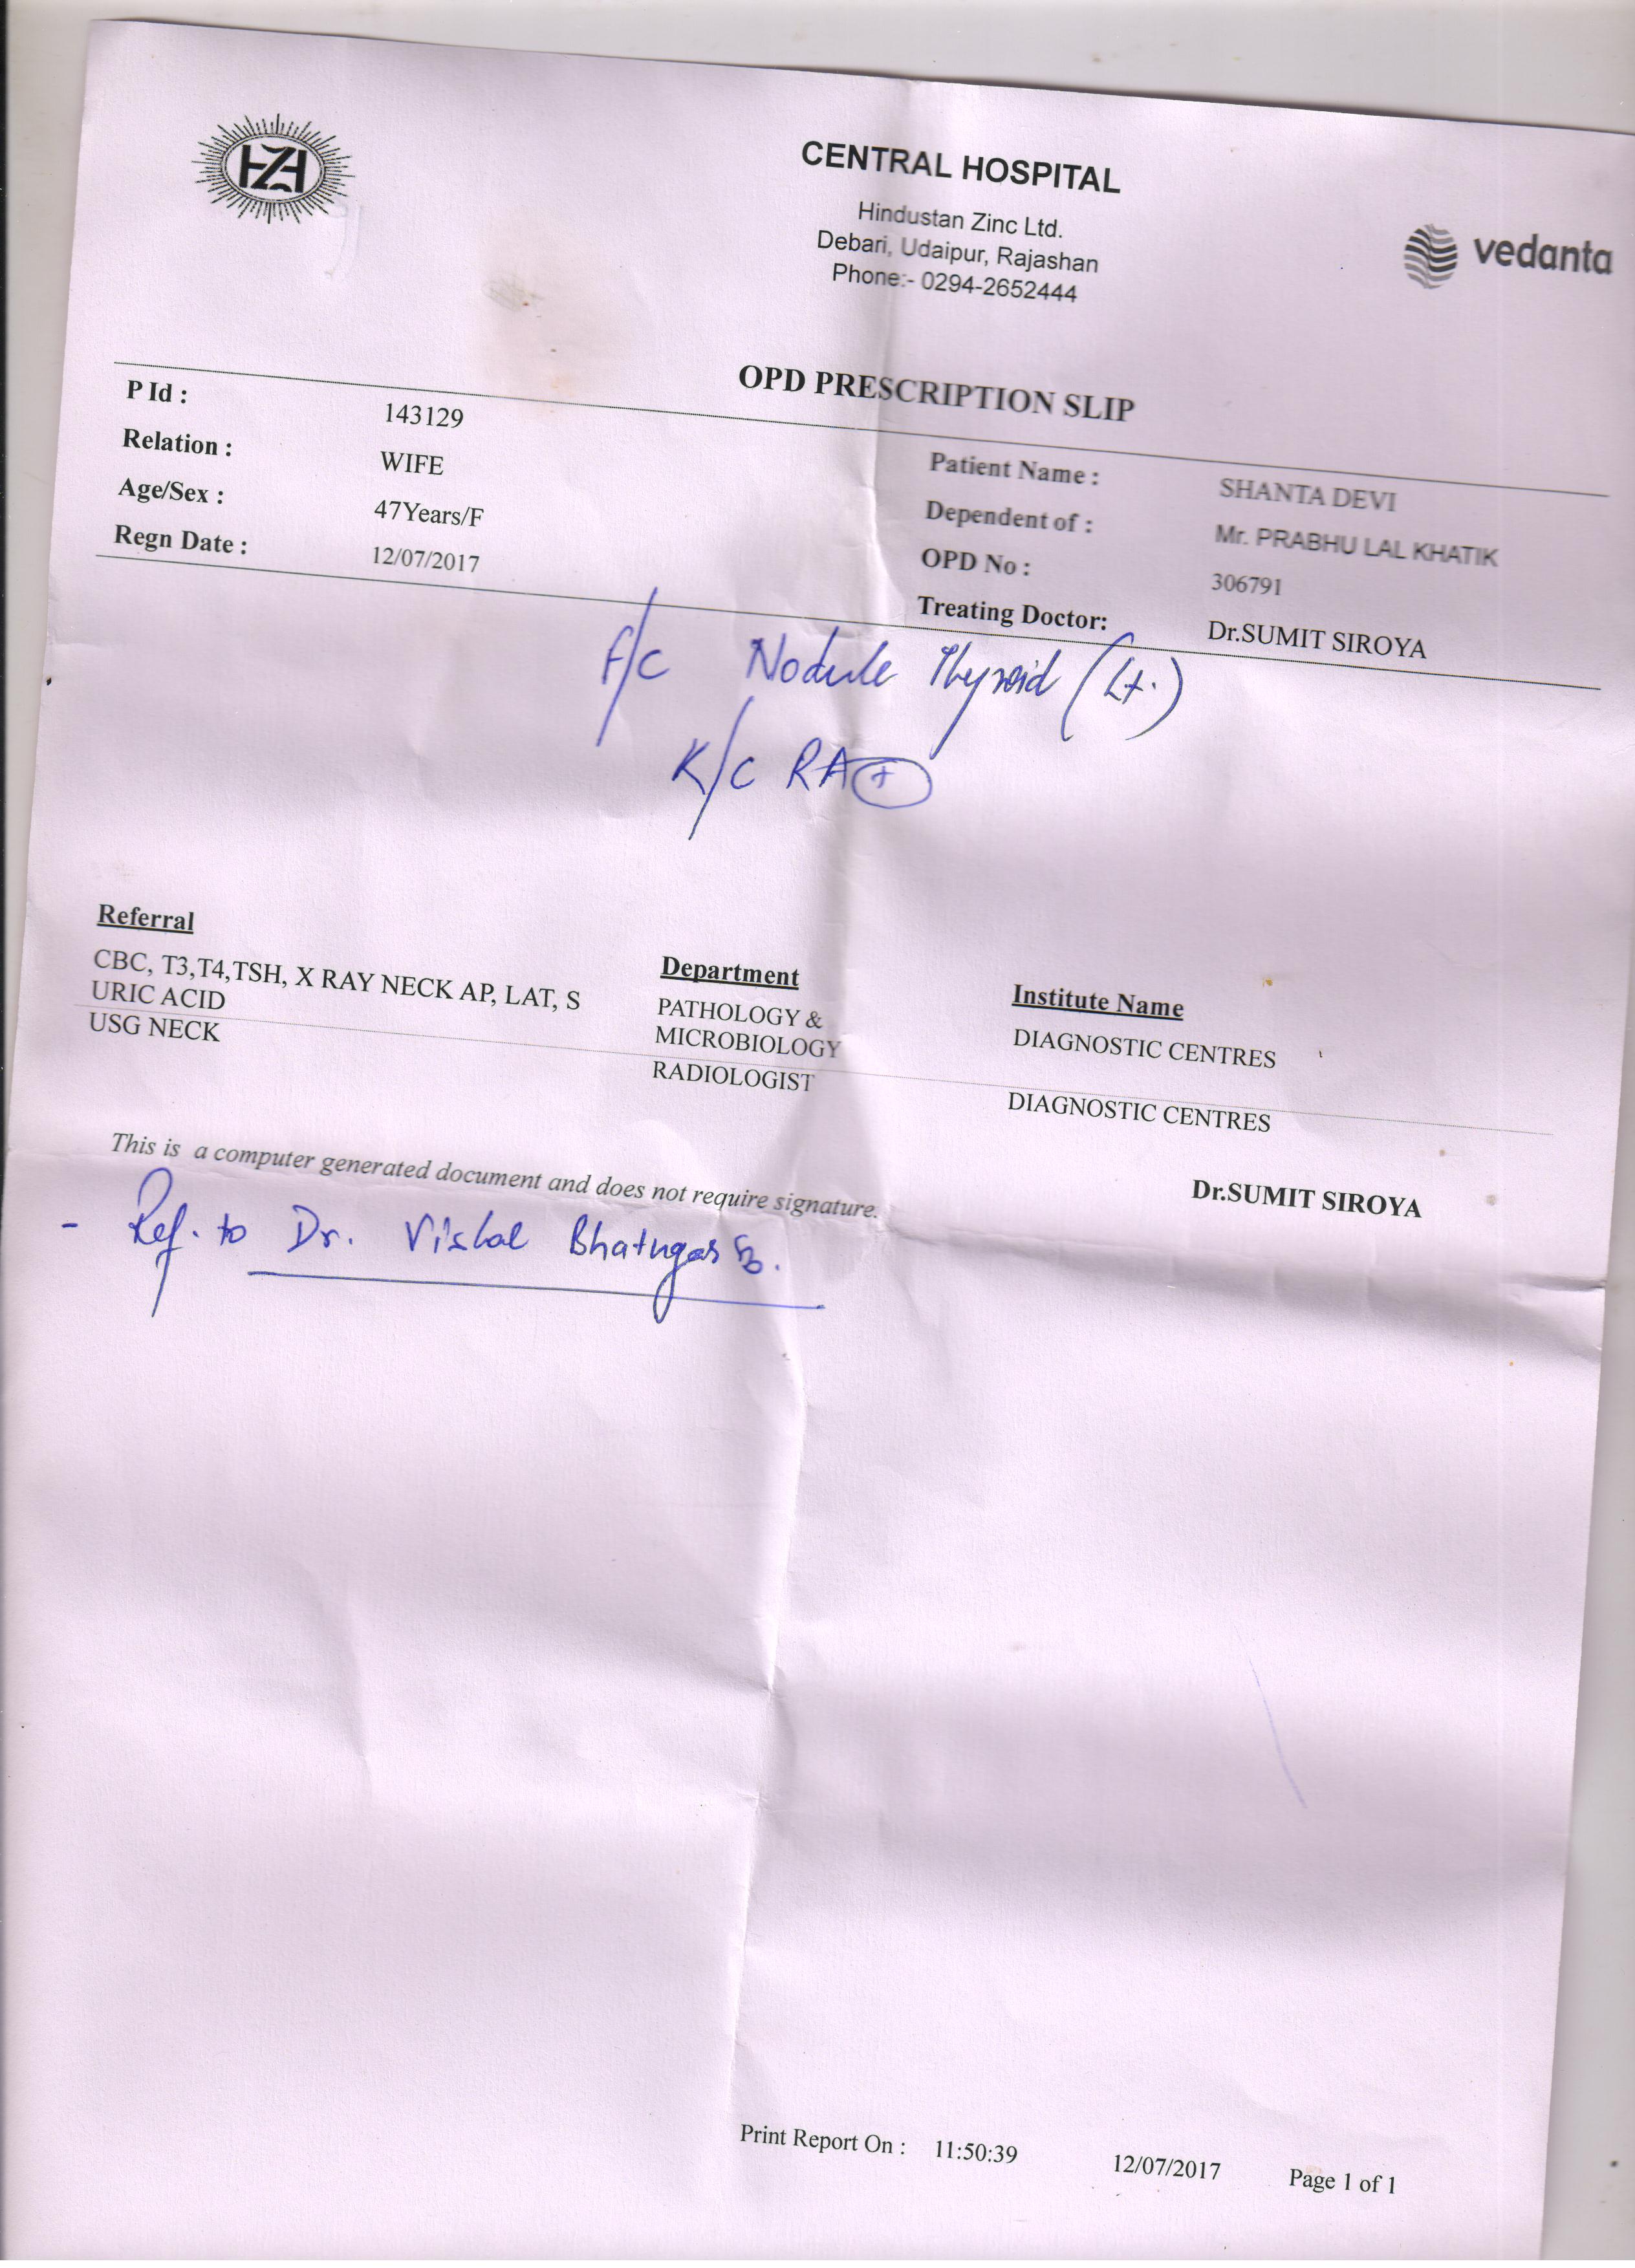 HZL
CENTRAL HOSPITAL
Hindustan Zinc Ltd.
Debari, Udaipur, Rajashan
Phone:- 0294-2652444
vedanta
OPD PRESCRIPTION SLIP
P Id : 143129 Patient Name : SHANTA DEVI
Relation : WIFE Dependent of : Mr. PRABHU LAL KHATIK
Age/Sex : 47Years/F OPD No : 306791
Regn Date : 12/07/2017 Treating Doctor: Dr.SUMIT SIROYA
F/C Nodule Thyroid (Lt.)
K/C RA +
Referral Department Institute Name
CBC, T3,T4,TSH, X RAY NECK AP, LAT, S PATHOLOGY & DIAGNOSTIC CENTRES
URIC ACID MICROBIOLOGY
USG NECK RADIOLOGIST DIAGNOSTIC CENTRES
This is a computer generated document and does not require signature. Dr.SUMIT SIROYA
- Ref. to Dr. Vishal Bhatngar
Print Report On : 11:50:39 12/07/2017 Page 1 of 1